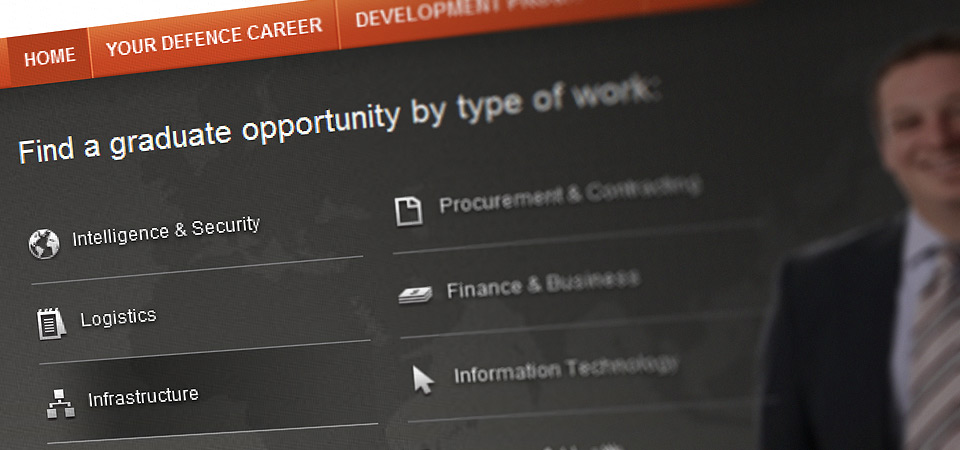 HOME YOUR DEFENCE CAREER DEVELOPMENT
Find a graduate opportunity by type of work:
Intelligence & Security
Procurement & Contracting
Logistics
Finance & Business
Infrastructure
Information Technology